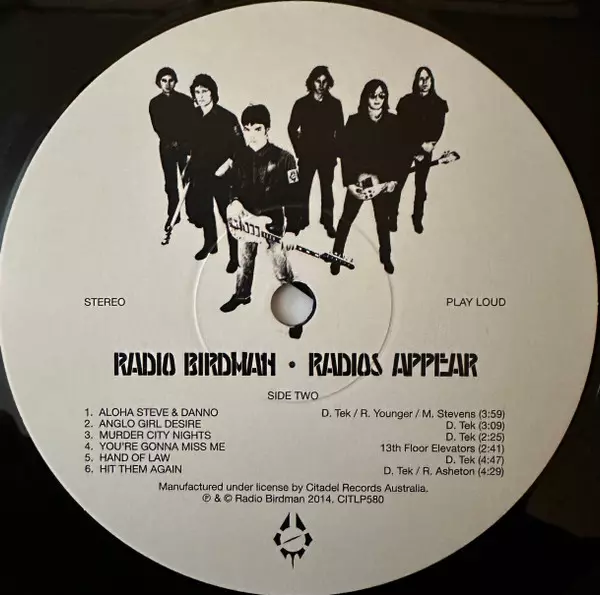 STEREO
PLAY LOUD
RADIO BIRDMAN • RADIOS APPEAR
SIDE TWO
1. ALOHA STEVE & DANNO D. Tek / R. Younger / M. Stevens (3:59)
2. ANGLO GIRL DESIRE D. Tek (3:09)
3. MURDER CITY NIGHTS D. Tek (2:25)
4. YOU'RE GONNA MISS ME 13th Floor Elevators (2:41)
5. HAND OF LAW D. Tek (4:47)
6. HIT THEM AGAIN D. Tek / R. Asheton (4:29)
Manufactured under license by Citadel Records Australia.
℗ & © Radio Birdman 2014. CITLP580